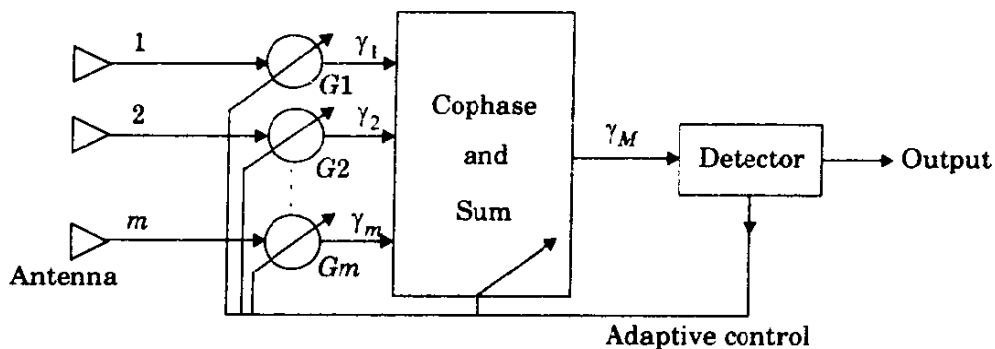 1
G1
γ1
2
G2
γ2
m
Gm
γm
Antenna
Cophase
and
Sum
γM
Detector
Output
Adaptive control